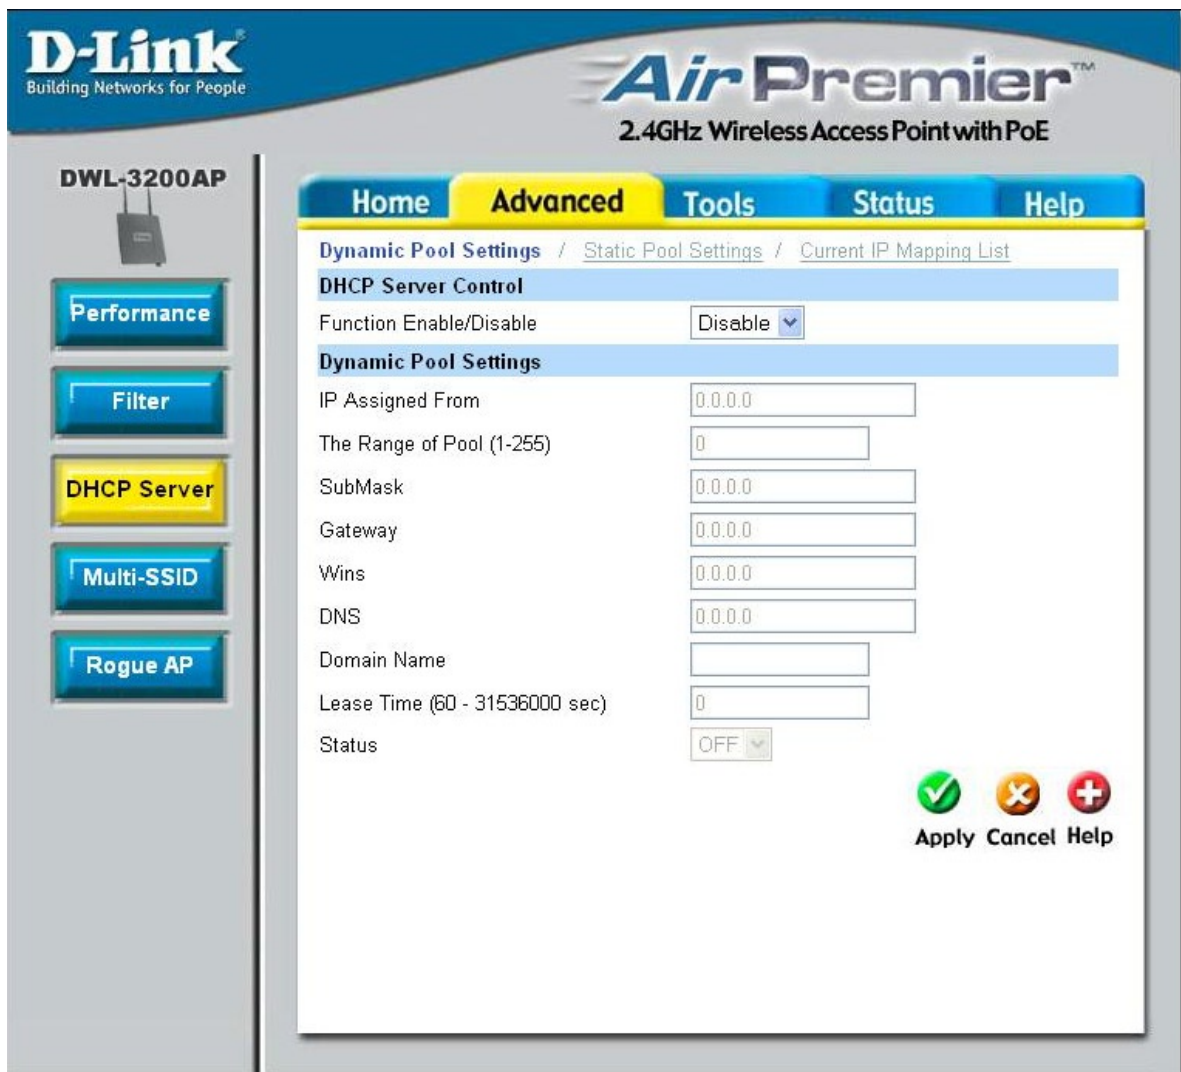 D-Link
Building Networks for People
Air Premier™
2.4GHz Wireless Access Point with PoE
DWL-3200AP
Home Advanced Tools Status Help
Performance
Filter
DHCP Server
Multi-SSID
Rogue AP
Dynamic Pool Settings / Static Pool Settings / Current IP Mapping List
DHCP Server Control
Function Enable/Disable Disable
Dynamic Pool Settings
IP Assigned From 0.0.0.0
The Range of Pool (1-255) 0
SubMask 0.0.0.0
Gateway 0.0.0.0
Wins 0.0.0.0
DNS 0.0.0.0
Domain Name
Lease Time (60 - 31536000 sec) 0
Status OFF
Apply Cancel Help